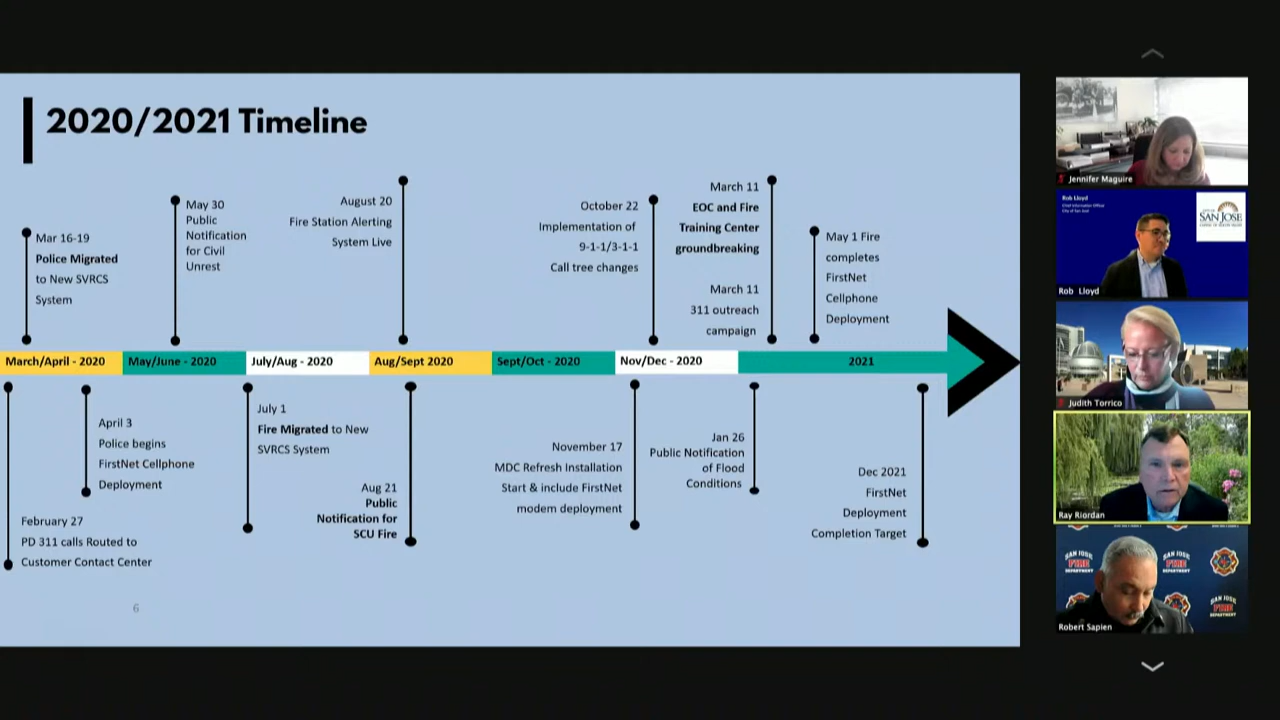 2020/2021 Timeline
Mar 16-19
Police Migrated
to New SVRCS
System
May 30
Public
Notification
for Civil
Unrest
August 20
Fire Station Alerting
System Live
October 22
Implementation of
9-1-1/3-1-1
Call tree changes
March 11
EOC and Fire
Training Center
groundbreaking
March 11
311 outreach
campaign
May 1 Fire
completes
FirstNet
Cellphone
Deployment
March/April - 2020
May/June - 2020
July/Aug - 2020
Aug/Sept 2020
Sept/Oct - 2020
Nov/Dec - 2020
2021
February 27
PD 311 calls Routed to
Customer Contact Center
April 3
Police begins
FirstNet Cellphone
Deployment
July 1
Fire Migrated to New
SVRCS System
Aug 21
Public
Notification for
SCU Fire
November 17
MDC Refresh Installation
Start & include FirstNet
modem deployment
Jan 26
Public Notification
of Flood
Conditions
Dec 2021
FirstNet
Deployment
Completion Target
6
Jennifer Maguire
Rob Lloyd
Chief Information Officer
City of San José
SAN JOSE
Rob Lloyd
Judith Torrico
Ray Riordan
SAN JOSE
FIRE
DEPARTMENT
SAN JOSE
FIRE
DEPARTMENT
SAN JOSE
FIRE
DEPARTMENT
Robert Sapien